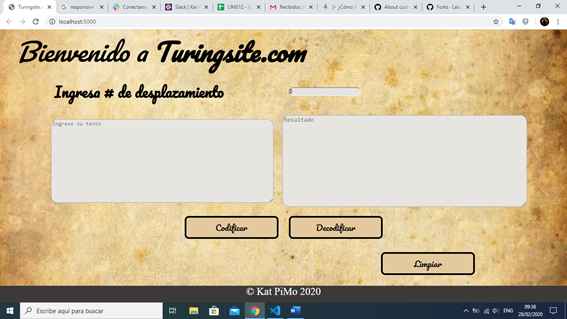 Turingsite.
responsive
Conectanc
Slack | Kat
LIM012 - C
Recibidos (
¿Cómo
About cus
Forks · Lab
localhost:5000
Bienvenido a Turingsite.com
Ingresa # de desplazamiento
0
Ingrese su texto
Resultado
Codificar
Decodificar
Limpiar
© Kat PiMo 2020
Escribe aquí para buscar
ENG
09:38
28/02/2020